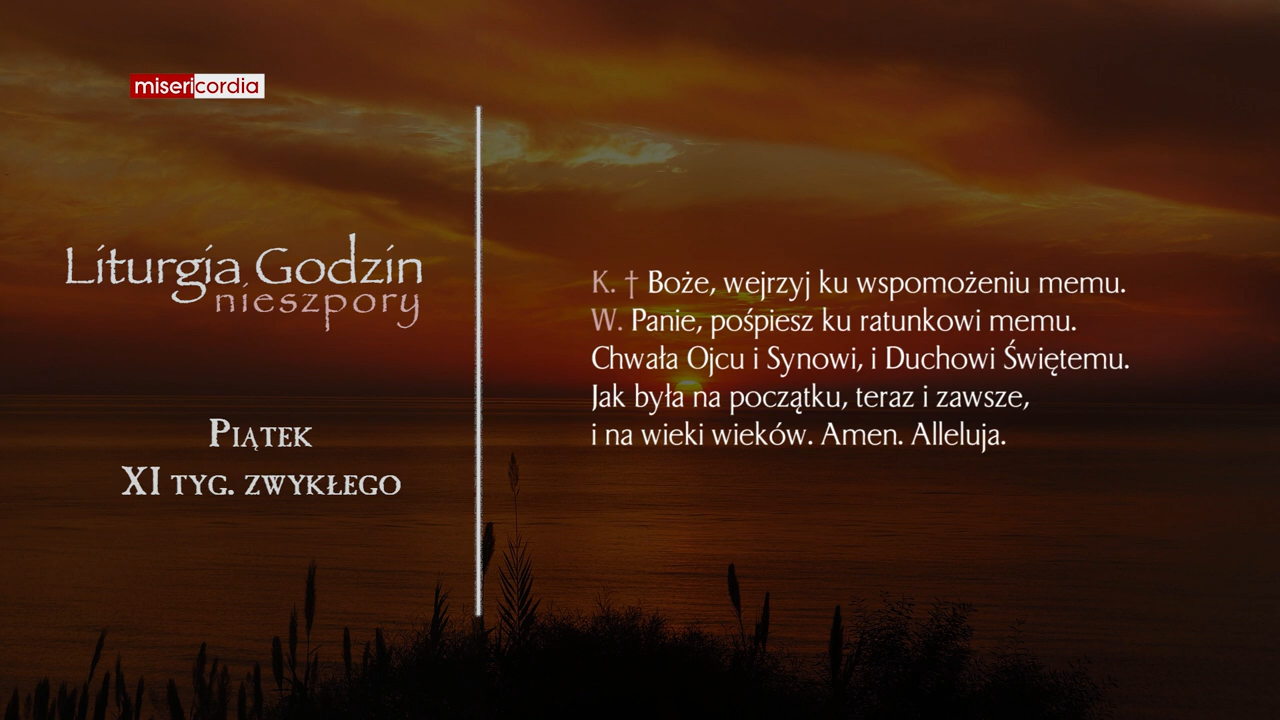 misericordia
Liturgia Godzin
nieszpory
Piątek
XI tyg. zwykłego
K. † Boże, wejrzyj ku wspomożeniu memu.
W. Panie, pośpiesz ku ratunkowi memu.
Chwała Ojcu i Synowi, i Duchowi Świętemu.
Jak była na początku, teraz i zawsze,
i na wieki wieków. Amen. Alleluja.